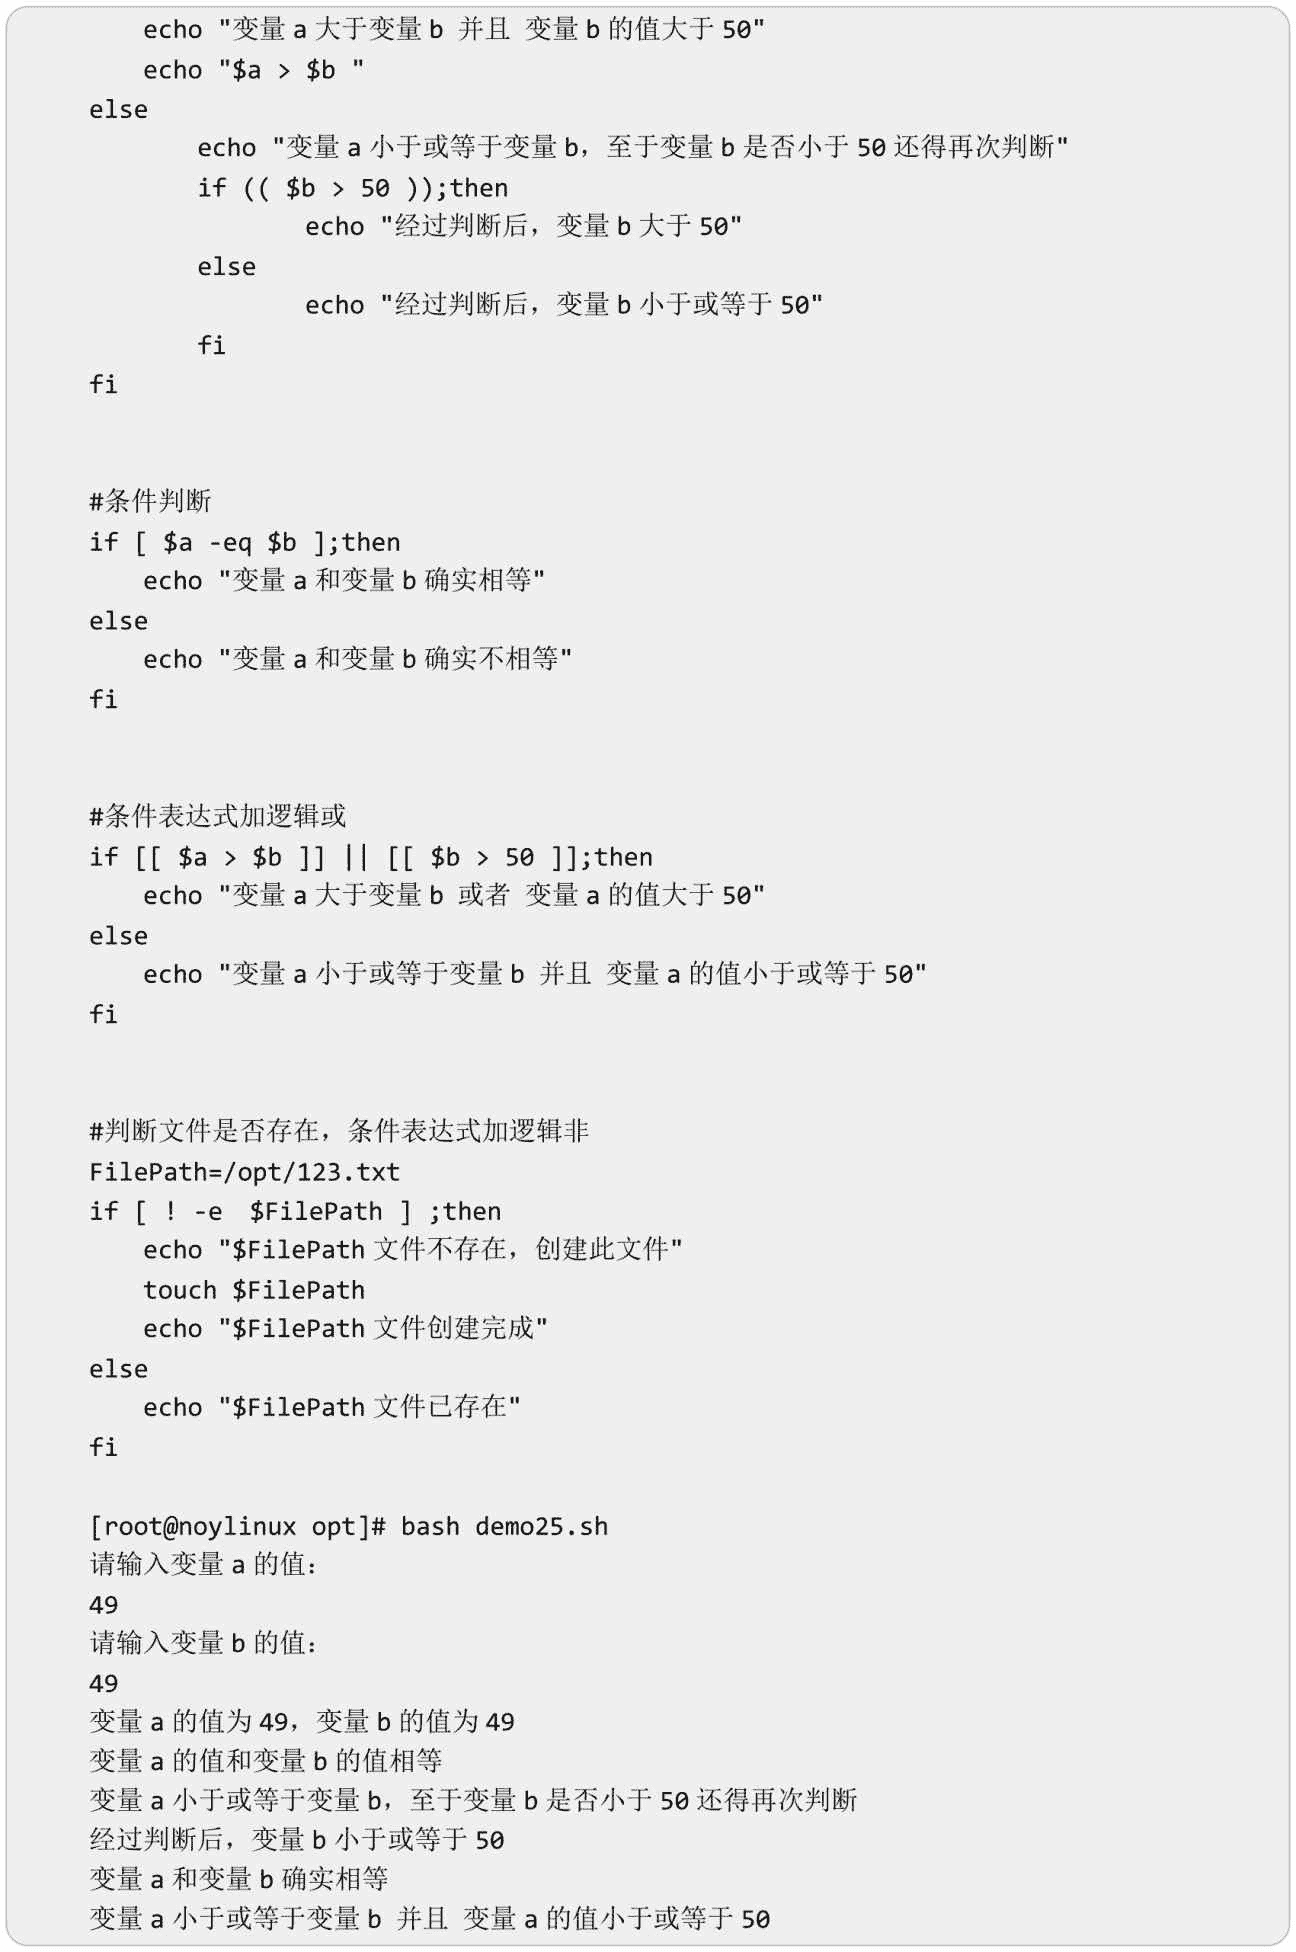 echo "变量 a 大于变量 b 并且 变量 b 的值大于 50"
echo "$a > $b "
else
echo "变量 a 小于或等于变量 b，至于变量 b 是否小于 50 还得再次判断"
if (( $b > 50 ));then
echo "经过判断后，变量 b 大于 50"
else
echo "经过判断后，变量 b 小于或等于 50"
fi
fi
#条件判断
if [ $a -eq $b ];then
echo "变量 a 和变量 b 确实相等"
else
echo "变量 a 和变量 b 确实不相等"
fi
#条件表达式加逻辑或
if [[ $a > $b ]] || [[ $b > 50 ]];then
echo "变量 a 大于变量 b 或者 变量 a 的值大于 50"
else
echo "变量 a 小于或等于变量 b 并且 变量 a 的值小于或等于 50"
fi
#判断文件是否存在，条件表达式加逻辑非
FilePath=/opt/123.txt
if [ ! -e  $FilePath ] ;then
echo "$FilePath 文件不存在，创建此文件"
touch $FilePath
echo "$FilePath 文件创建完成"
else
echo "$FilePath 文件已存在"
fi
[root@noylinux opt]# bash demo25.sh
请输入变量 a 的值：
49
请输入变量 b 的值：
49
变量 a 的值为 49，变量 b 的值为 49
变量 a 的值和变量 b 的值相等
变量 a 小于或等于变量 b，至于变量 b 是否小于 50 还得再次判断
经过判断后，变量 b 小于或等于 50
变量 a 和变量 b 确实相等
变量 a 小于或等于变量 b 并且 变量 a 的值小于或等于 50